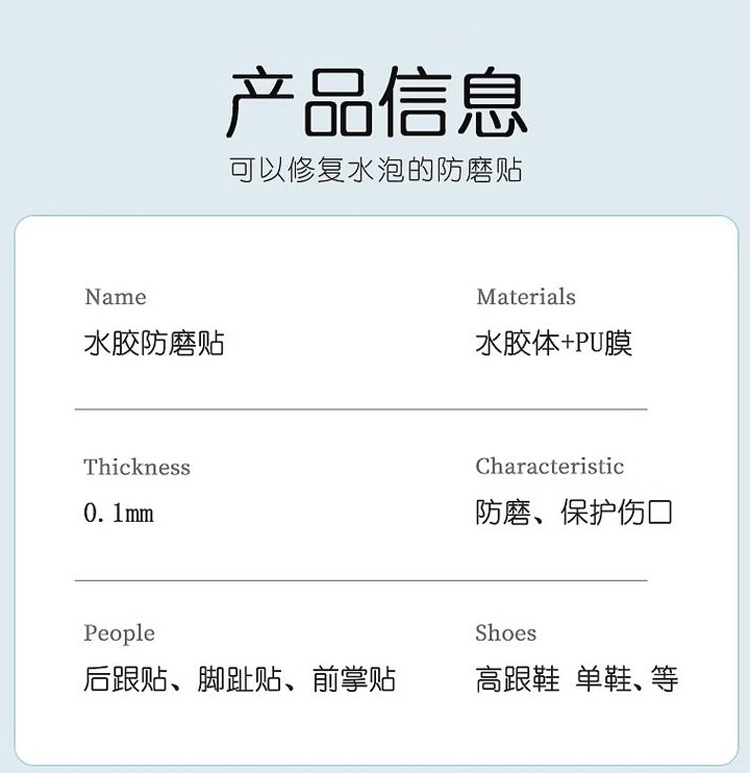 产品信息
可以修复水泡的防磨贴
Name
Materials
水胶防磨贴
水胶体+PU膜
Thickness
Characteristic
0.1mm
防磨、保护伤口
People
Shoes
后跟贴、脚趾贴、前掌贴
高跟鞋 单鞋、等